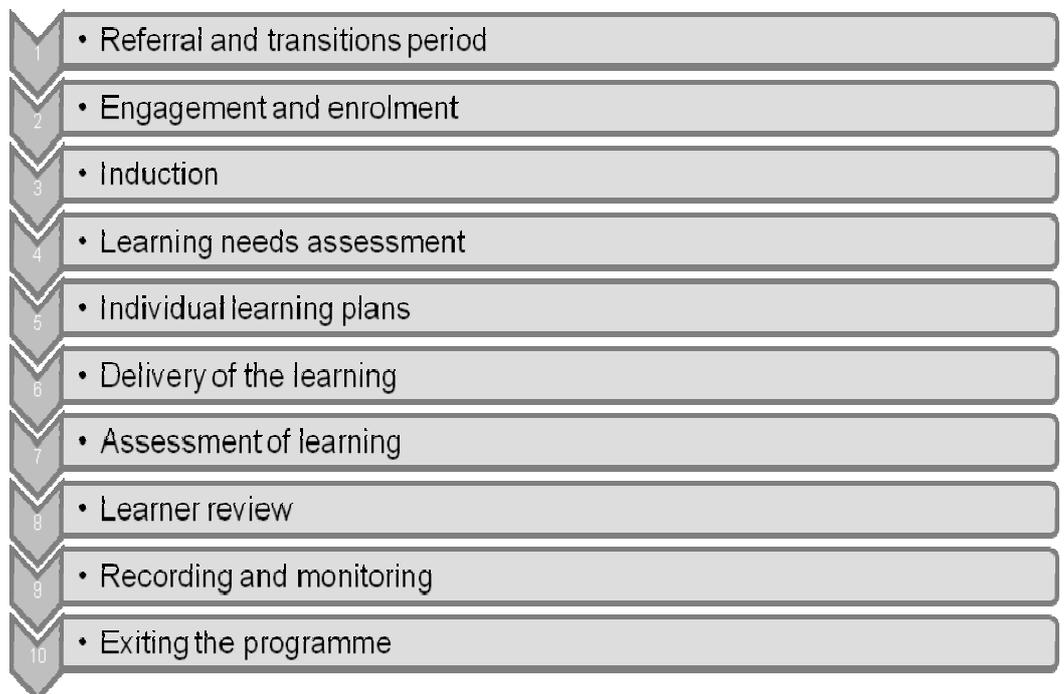 1 • Referral and transitions period
2 • Engagement and enrolment
3 • Induction
4 • Learning needs assessment
5 • Individual learning plans
6 • Delivery of the learning
7 • Assessment of learning
8 • Learner review
9 • Recording and monitoring
10 • Exiting the programme